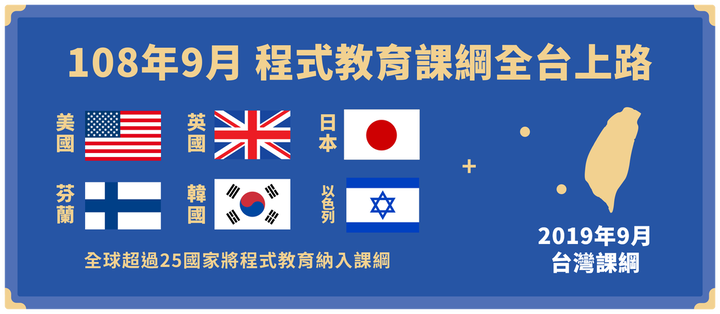 108年9月 程式教育課綱全台上路
美國
英國
日本
+
芬蘭
韓國
以色列
2019年9月
台灣課綱
全球超過25國家將程式教育納入課綱